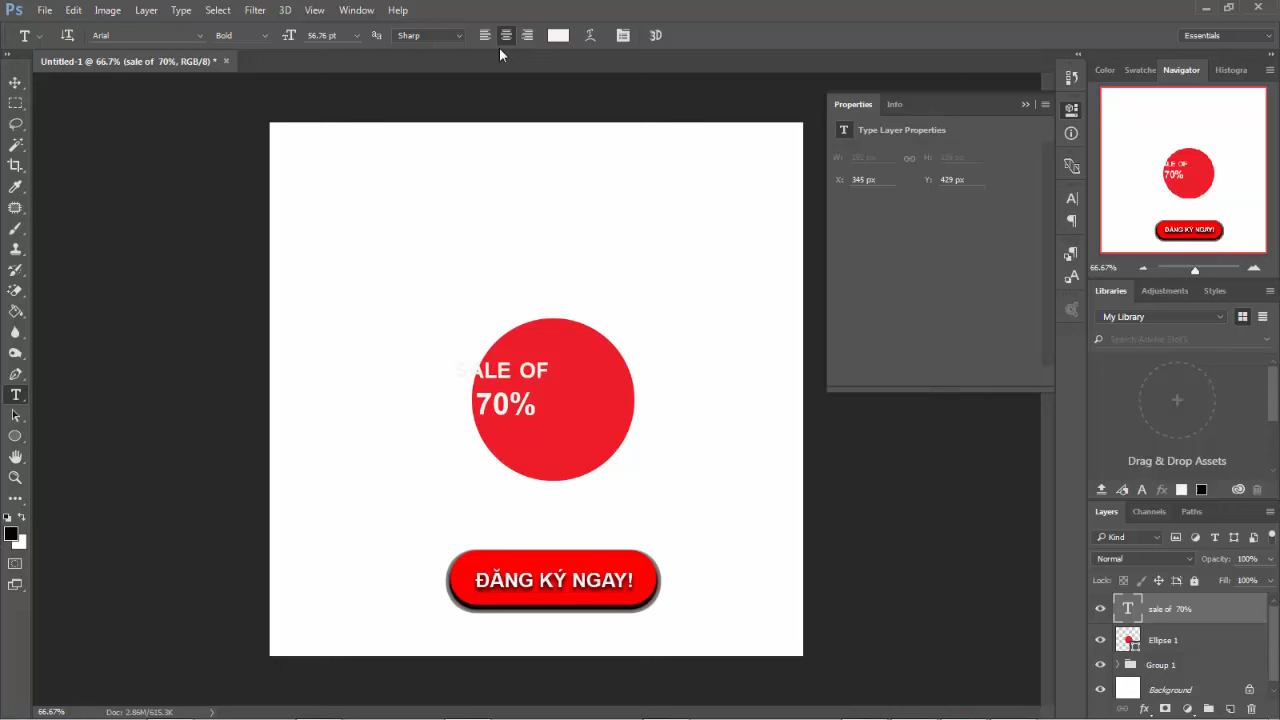 Ps File Edit Image Layer Type Select Filter 3D View Window Help
T Arial Bold 56.76 pt Sharp 3D Essentials
Untitled-1 @ 66.7% (sale of 70%, RGB/8) * ×
Color Swatche Navigator Histogra
Properties Info
T Type Layer Properties
W: H:
X: 345 px Y: 429 px
SALE OF
70%
ĐĂNG KÝ NGAY!
SALE OF
70%
ĐĂNG KÝ NGAY!
66.67%
Libraries Adjustments Styles
My Library
Search Adobe Stock
Drag & Drop Assets
Layers Channels Paths
Kind
Normal Opacity: 100%
Lock: Fill: 100%
T sale of 70%
Ellipse 1
Group 1
Background
66.67% Doc: 2.86M/615.3K